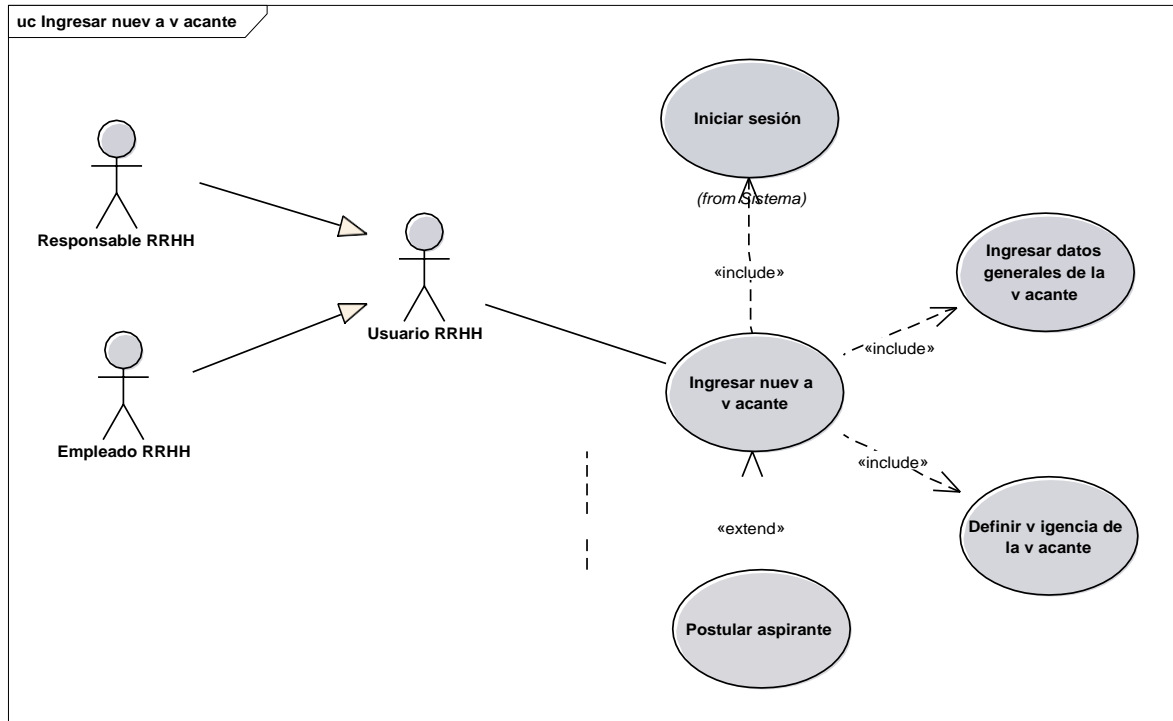 uc Ingresar nuev a v acante
Iniciar sesión
(from Sistema)
Responsable RRHH
Usuario RRHH
Empleado RRHH
«include»
Ingresar datos
generales de la
v acante
«include»
Ingresar nuev a
v acante
«include»
Definir v igencia de
la v acante
«extend»
Postular aspirante